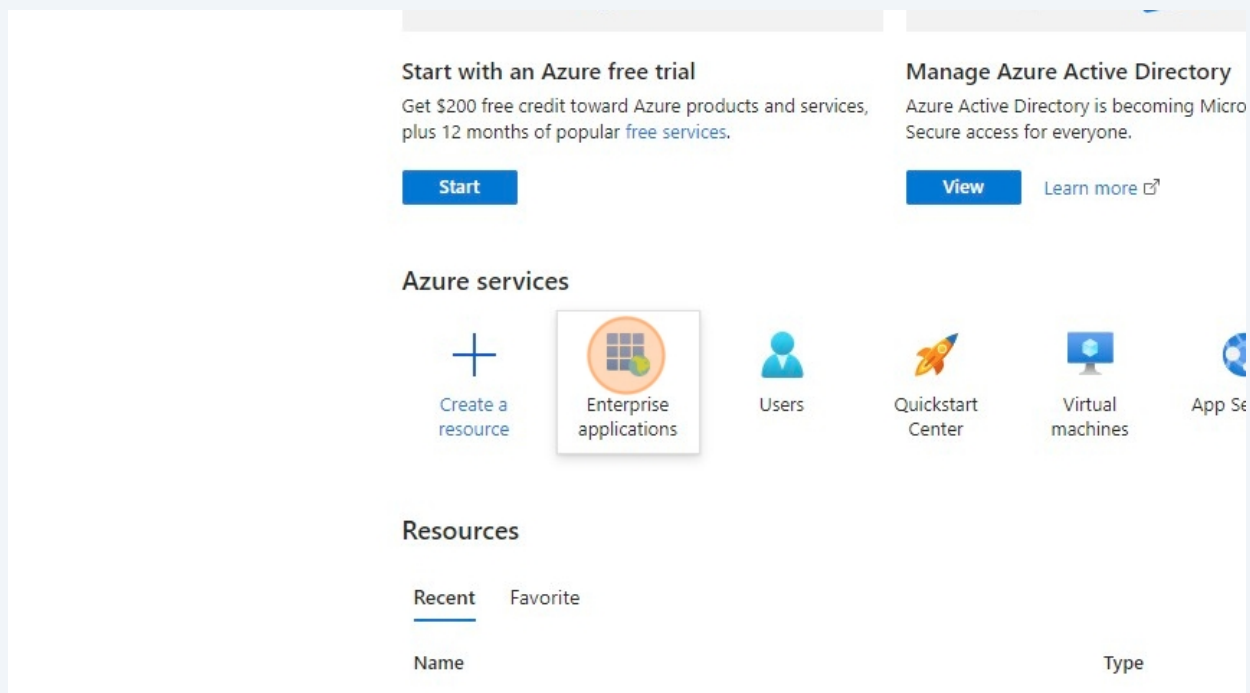 Start with an Azure free trial
Get $200 free credit toward Azure products and services,
plus 12 months of popular free services.
Start
Manage Azure Active Directory
Azure Active Directory is becoming Micro
Secure access for everyone.
View
Learn more
Azure services
Create a
resource
Enterprise
applications
Users
Quickstart
Center
Virtual
machines
App Se
Resources
Recent
Favorite
Name
Type